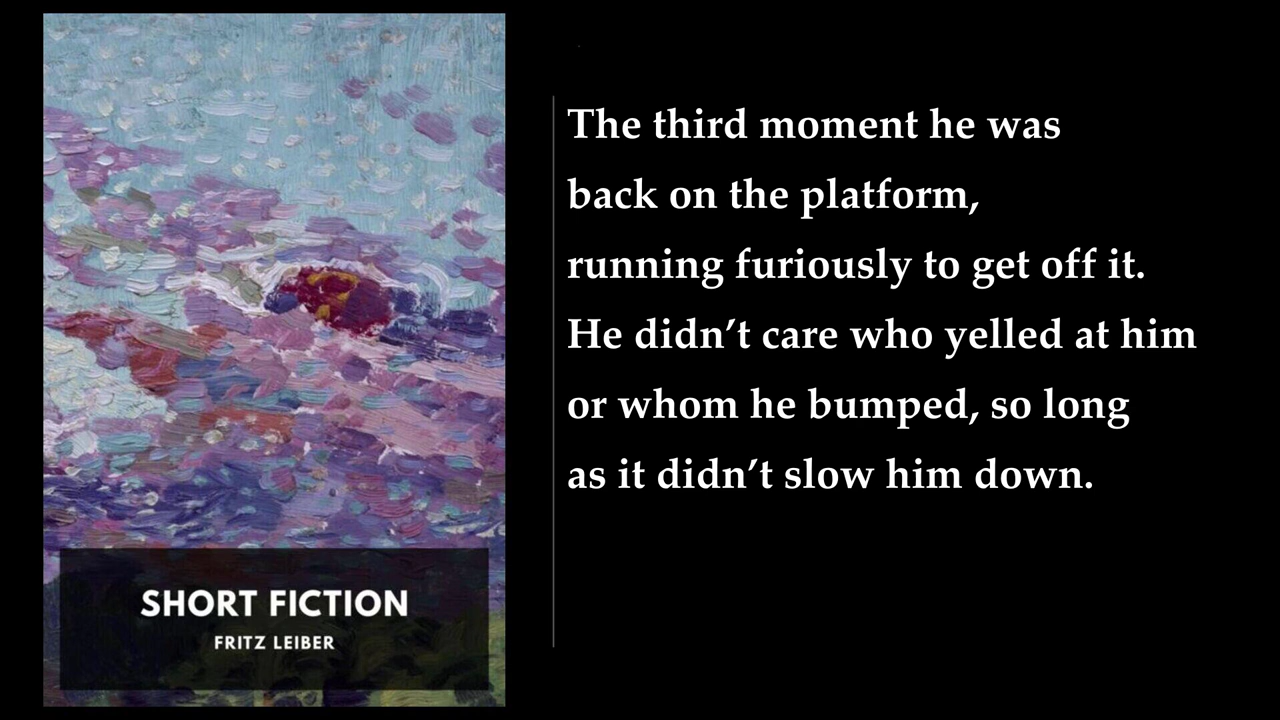 The third moment he was
back on the platform,
running furiously to get off it.
He didn’t care who yelled at him
or whom he bumped, so long
as it didn’t slow him down.
SHORT FICTION
FRITZ LEIBER